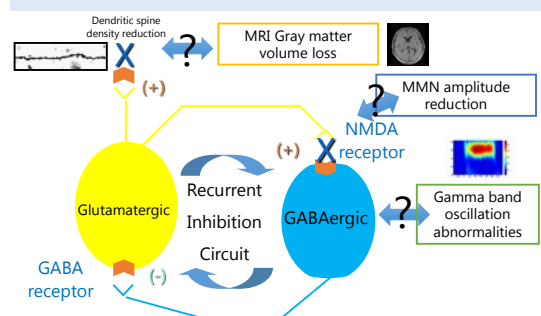 Dendritic spine
density reduction
?
MRI Gray matter
volume loss
X
(+)
?
MMN amplitude
reduction
(+)
X
NMDA
receptor
Glutamatergic
Recurrent
Inhibition
Circuit
GABAergic
?
Gamma band
oscillation
abnormalities
GABA
receptor
(-)